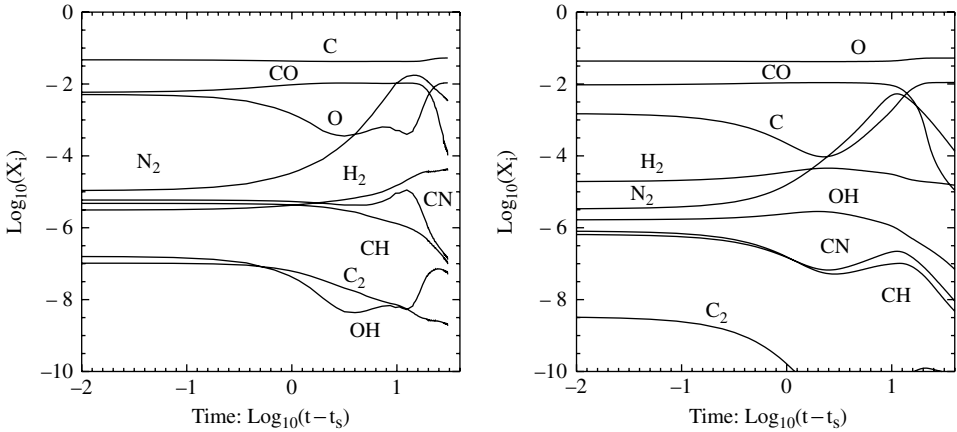 0
−2
−4
−6
−8
−10
Log₁₀(Xᵢ)
C
CO
O
N₂
H₂
CN
CH
C₂
OH
−2
−1
0
1
Time: Log₁₀(t−tₛ)
0
−2
−4
−6
−8
−10
Log₁₀(Xᵢ)
O
CO
C
H₂
N₂
OH
CN
CH
C₂
−2
−1
0
1
Time: Log₁₀(t−tₛ)